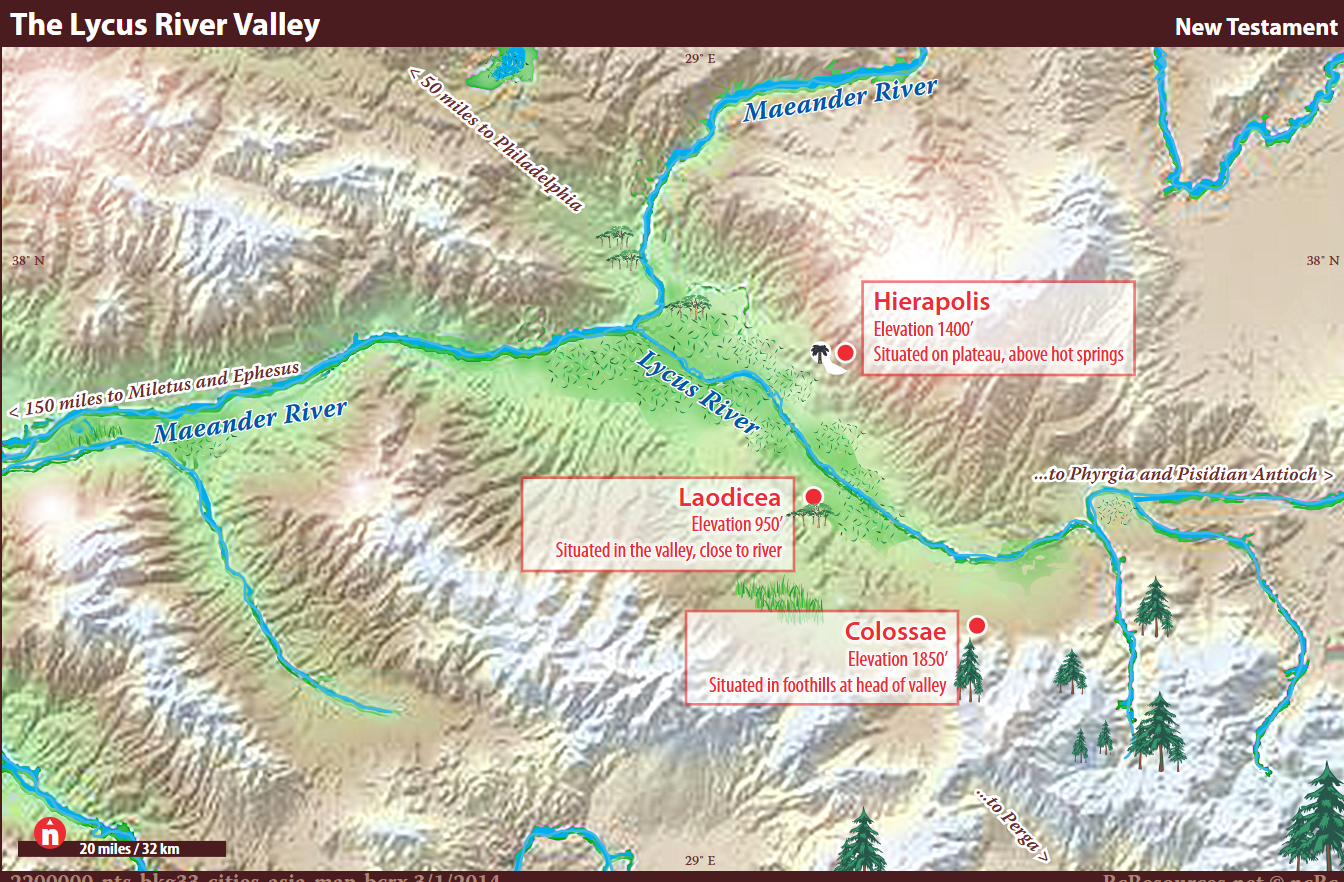 The Lycus River Valley
New Testament
29° E
< 50 miles to Philadelphia
Maeander River
38° N
38° N
Hierapolis
Elevation 1400′
Situated on plateau, above hot springs
Lycus River
< 150 miles to Miletus and Ephesus
Maeander River
...to Phyrgia and Pisidian Antioch >
Laodicea
Elevation 950′
Situated in the valley, close to river
Colossae
Elevation 1850′
Situated in foothills at head of valley
...to Perga >
n
20 miles / 32 km
29° E